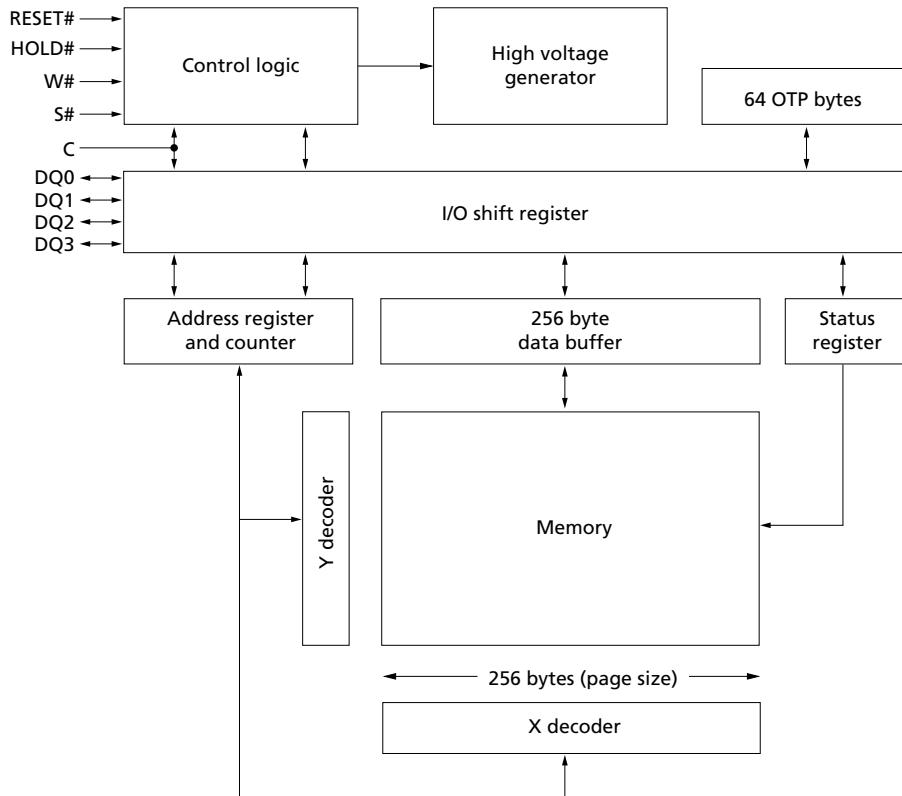 RESET#
HOLD#
W#
S#
C
DQ0
DQ1
DQ2
DQ3
Control logic
High voltage
generator
64 OTP bytes
I/O shift register
Address register
and counter
256 byte
data buffer
Status
register
Y decoder
Memory
256 bytes (page size)
X decoder